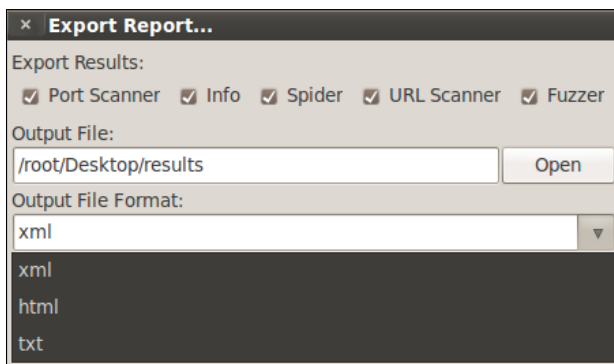 Export Report...
Export Results:
Port Scanner Info Spider URL Scanner Fuzzer
Output File:
/root/Desktop/results Open
Output File Format:
xml
xml
html
txt